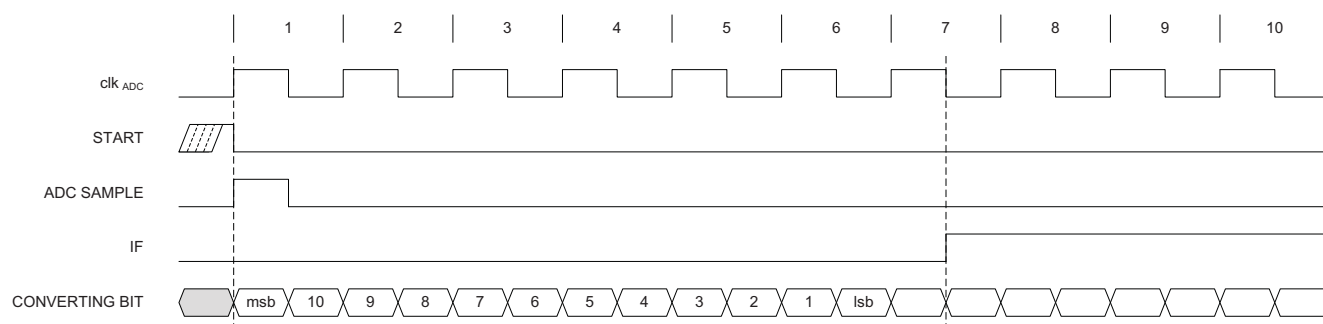 1 2 3 4 5 6 7 8 9 10
clk ADC
START
ADC SAMPLE
IF
CONVERTING BIT msb 10 9 8 7 6 5 4 3 2 1 lsb